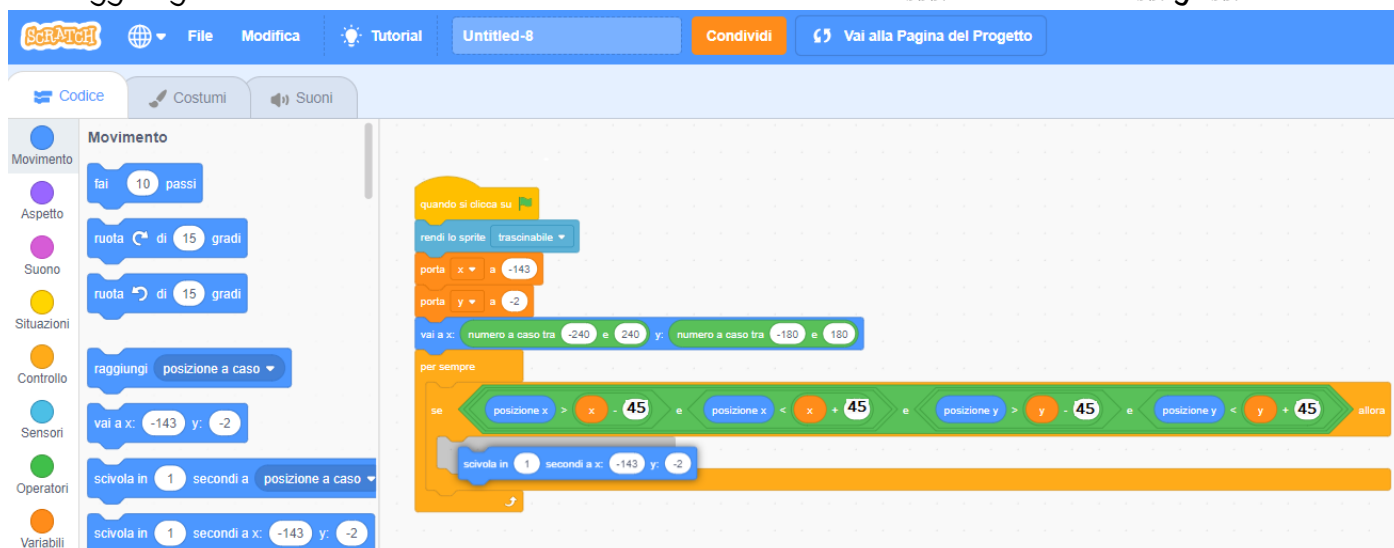 SCRATCH File Modifica Tutorial Untitled-8 Condividi Vai alla Pagina del Progetto
Codice Costumi Suoni
Movimento
Aspetto
Suono
Situazioni
Controllo
Sensori
Operatori
Variabili
Movimento
fai 10 passi
ruota di 15 gradi
ruota di 15 gradi
raggiungi posizione a caso
vai a x: -143 y: -2
scivola in 1 secondi a posizione a caso
scivola in 1 secondi a x: -143 y: -2
quando si clicca su
rendi lo sprite trascinabile
porta x a -143
porta y a -2
vai a x: numero a caso tra -240 e 240 y: numero a caso tra -180 e 180
per sempre
se posizione x > x - 45 e posizione x < x + 45 e posizione y > y - 45 e posizione y < y + 45 allora
scivola in 1 secondi a x: -143 y: -2